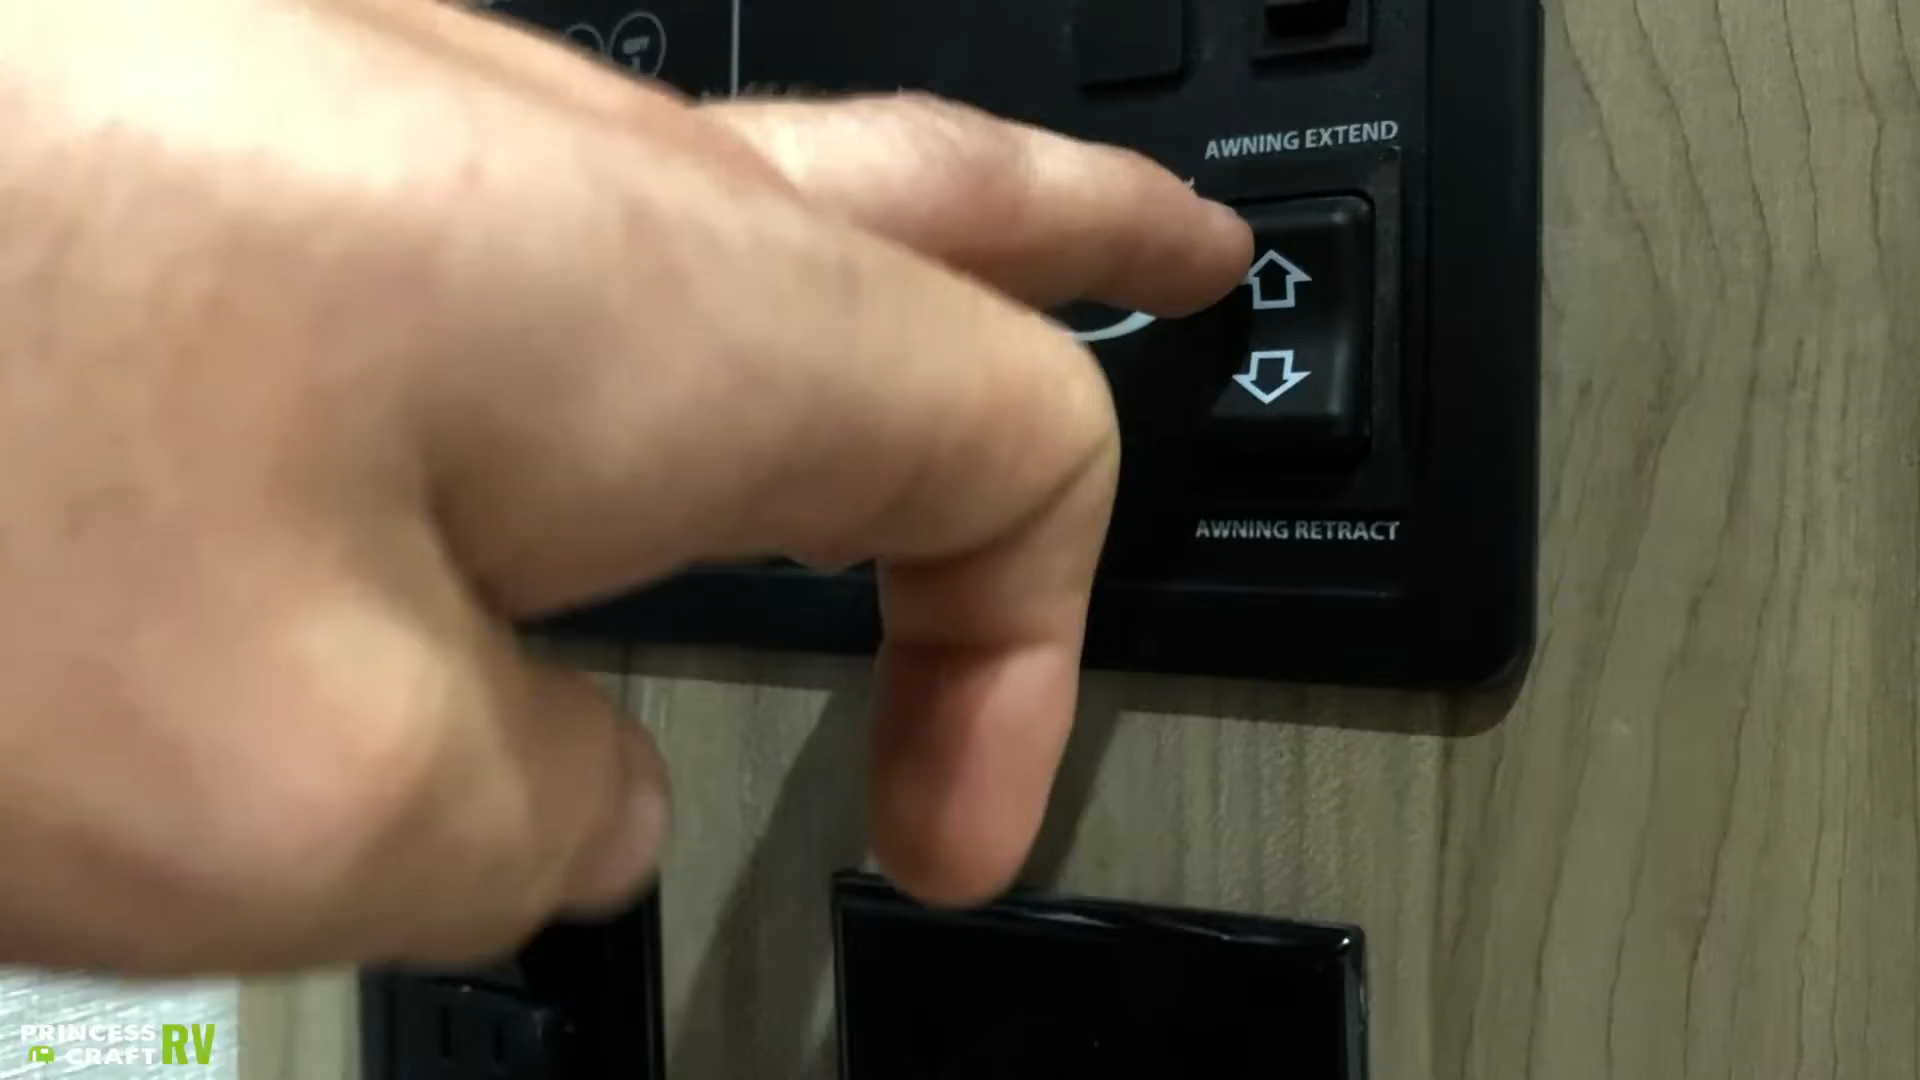 AWNING EXTEND
AWNING RETRACT
PRINCESS
CRAFT RV